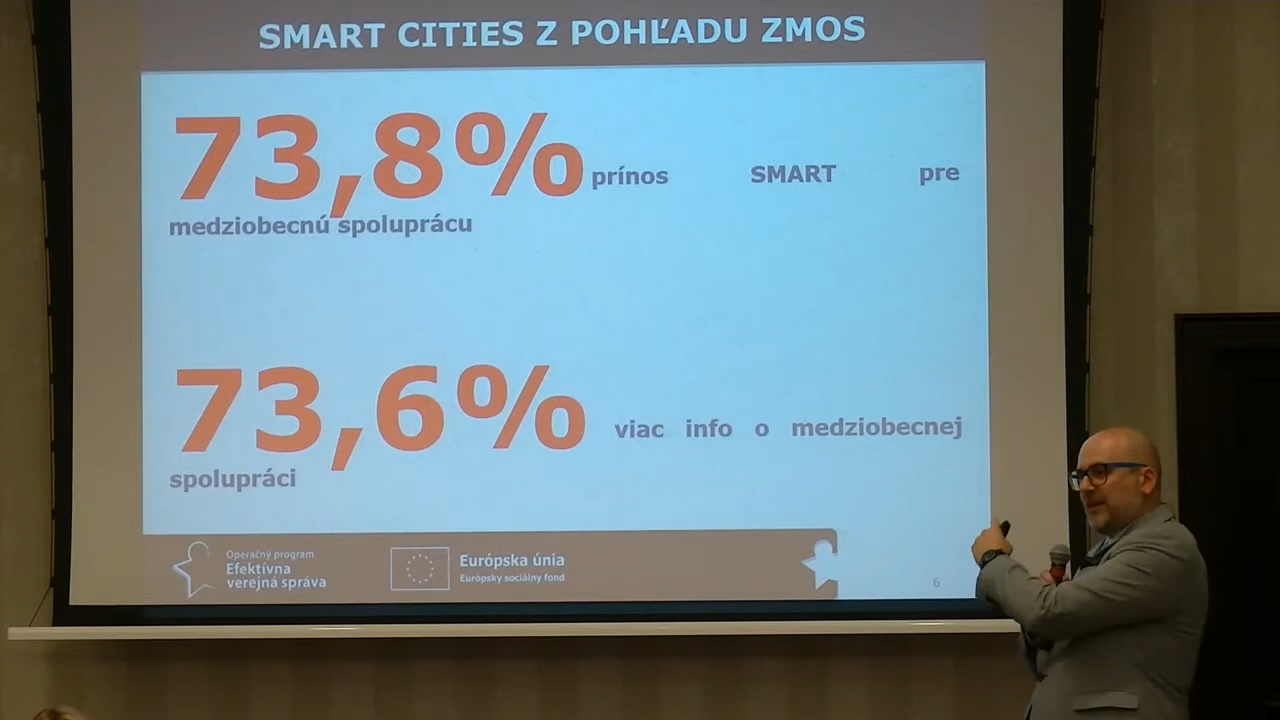 SMART CITIES Z POHĽADU ZMOS
73,8% prínos SMART pre
medziobecnú spoluprácu
73,6% viac info o medziobecnej
spolupráci
Operačný program
Efektívna
verejná správa
Európska únia
Európsky sociálny fond
6